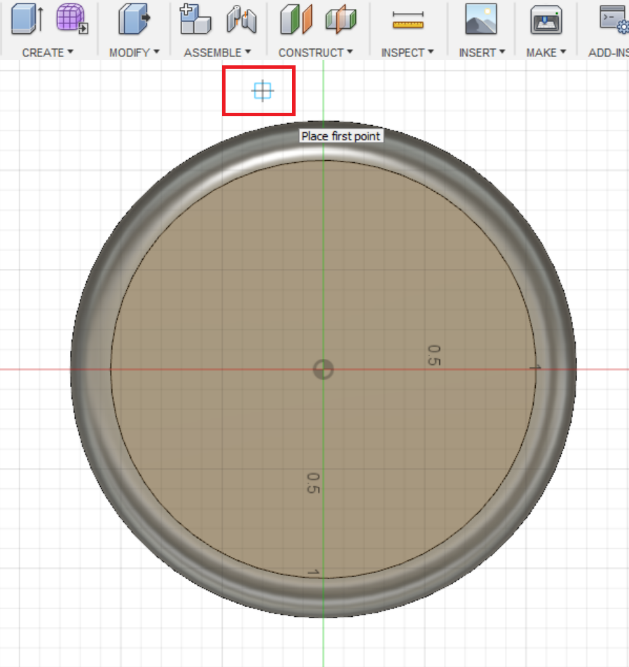 CREATE▼ MODIFY▼ ASSEMBLE▼ CONSTRUCT▼ INSPECT▼ INSERT▼ MAKE▼ ADD-INS
Place first point
0.5
1
0.5
1